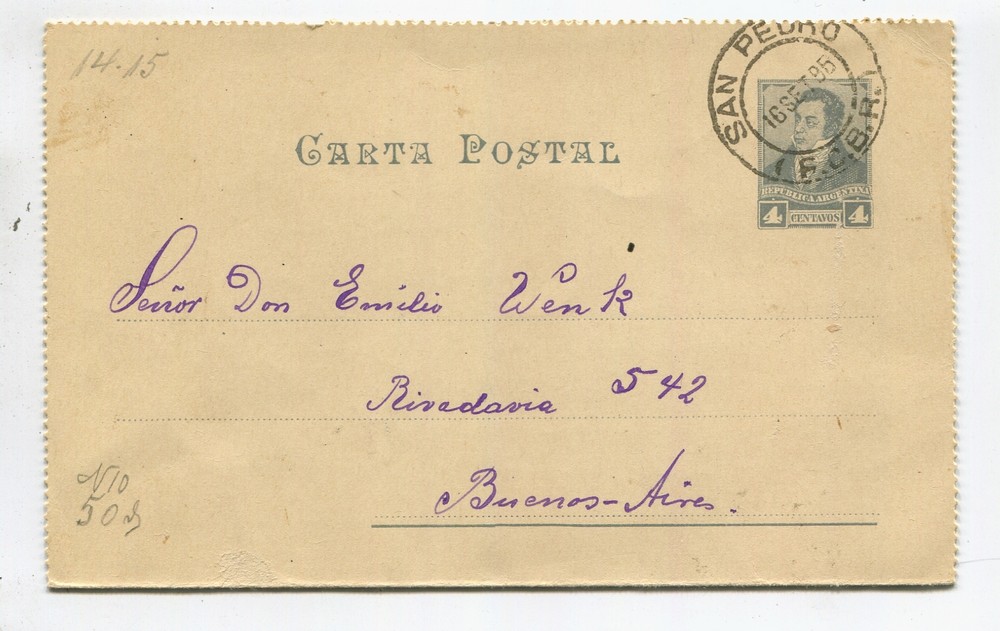 14.15
SAN PEDRO
16 SET 95
(F.C.B.R.)
CARTA POSTAL
REPUBLICA ARGENTINA
4 CENTAVOS 4
Señor Don Emilio Wenk
Rivadavia 542
Buenos-Aires.
N10
50